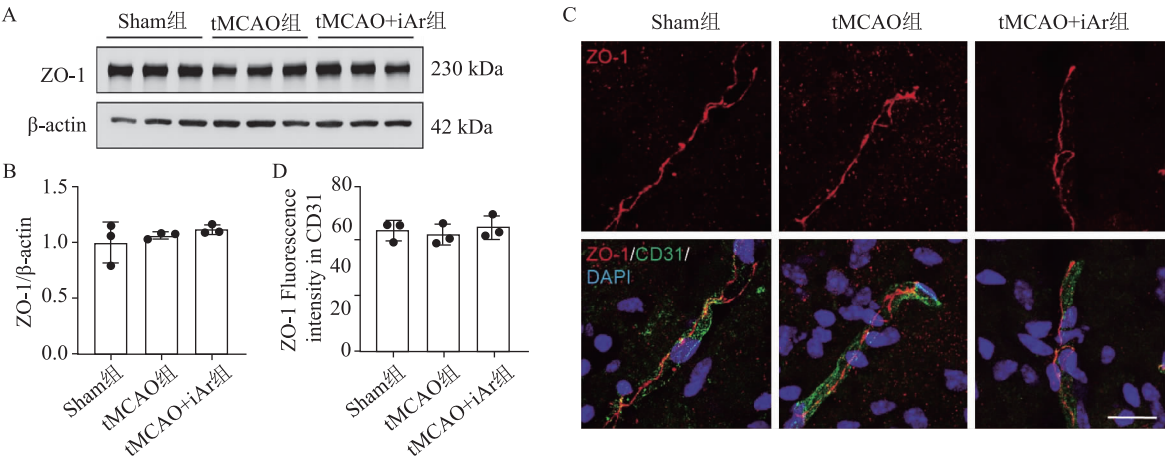 A
Sham组 tMCAO组 tMCAO+iAr组
ZO-1 230 kDa
β-actin 42 kDa
B
ZO-1/β-actin
1.5
1.0
0.5
0.0
Sham组
tMCAO组
tMCAO+iAr组
D
ZO-1 Fluorescence
intensity in CD31
80
60
40
20
0
Sham组
tMCAO组
tMCAO+iAr组
C
Sham组 tMCAO组 tMCAO+iAr组
ZO-1
ZO-1/CD31/
DAPI